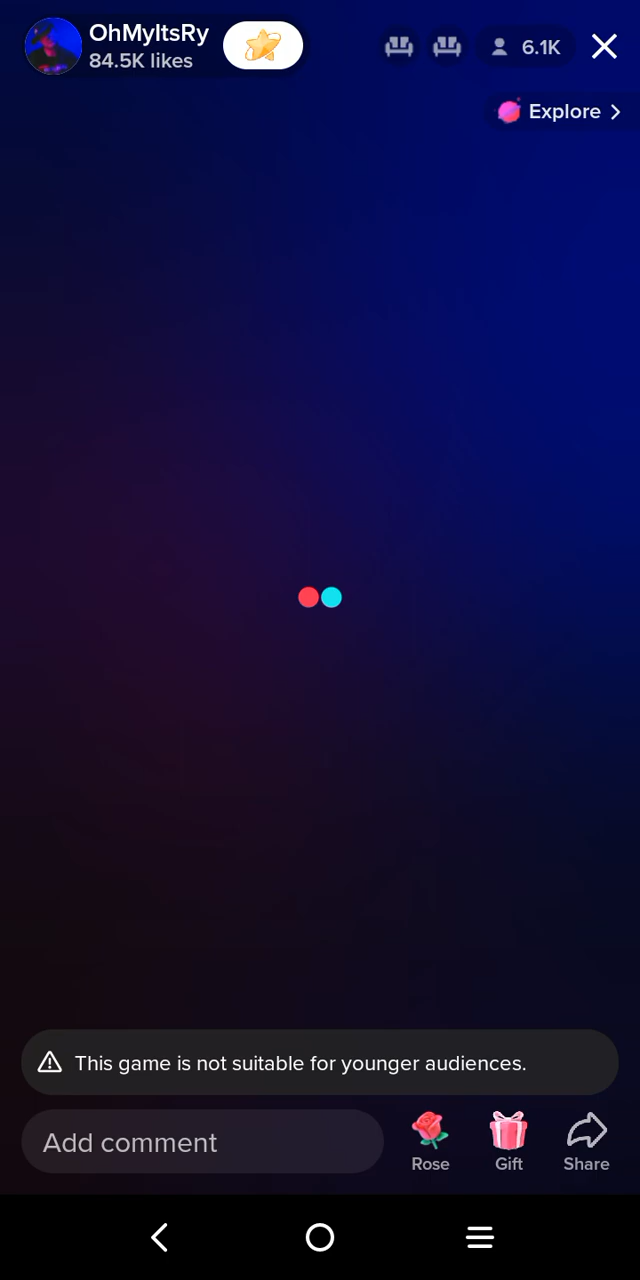 OhMyItsRy
84.5K likes
6.1K
Explore
This game is not suitable for younger audiences.
Add comment
Rose
Gift
Share